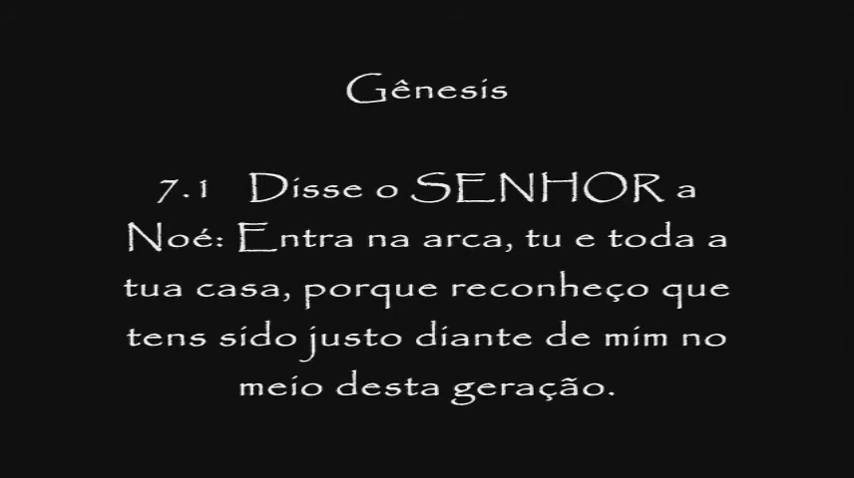 Gênesis
7.1 Disse o SENHOR a
Noé: Entra na arca, tu e toda a
tua casa, porque reconheço que
tens sido justo diante de mim no
meio desta geração.